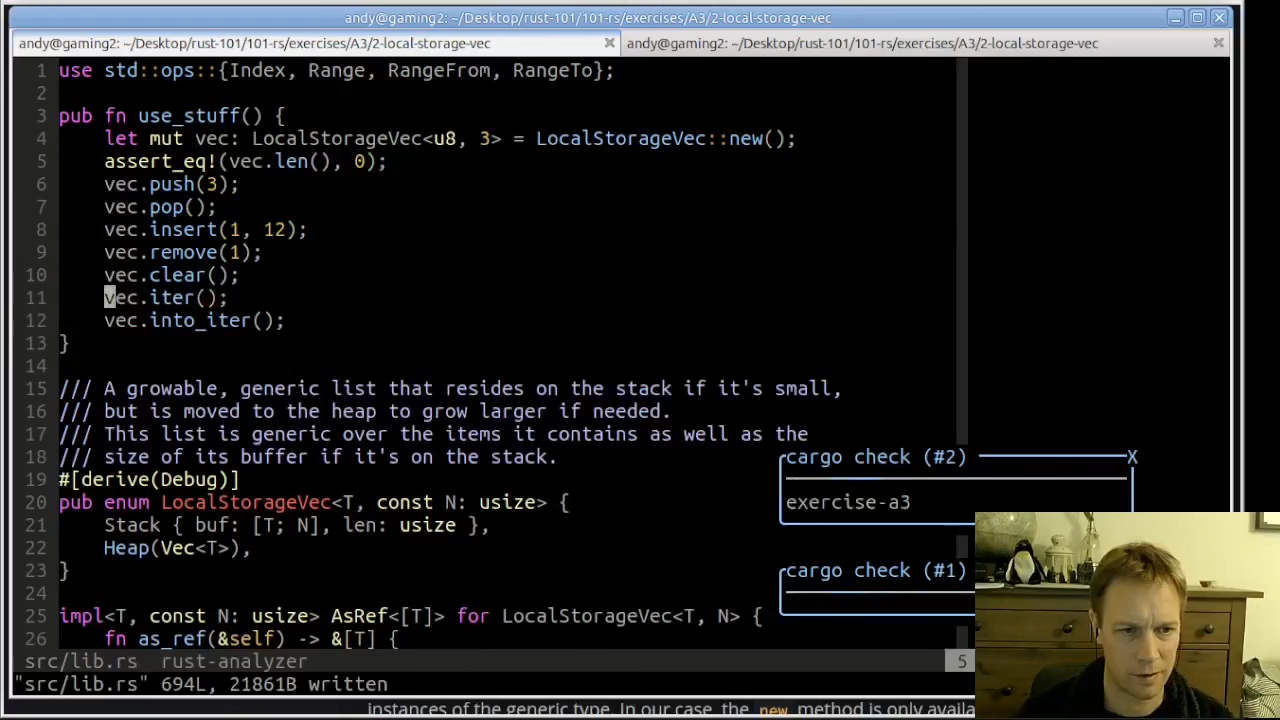 andy@gaming2: ~/Desktop/rust-101/101-rs/exercises/A3/2-local-storage-vec
andy@gaming2: ~/Desktop/rust-101/101-rs/exercises/A3/2-local-storage-vec
andy@gaming2: ~/Desktop/rust-101/101-rs/exercises/A3/2-local-storage-vec
1 use std::ops::{Index, Range, RangeFrom, RangeTo};
2
3 pub fn use_stuff() {
4     let mut vec: LocalStorageVec<u8, 3> = LocalStorageVec::new();
5     assert_eq!(vec.len(), 0);
6     vec.push(3);
7     vec.pop();
8     vec.insert(1, 12);
9     vec.remove(1);
10     vec.clear();
11     vec.iter();
12     vec.into_iter();
13 }
14
15 /// A growable, generic list that resides on the stack if it's small,
16 /// but is moved to the heap to grow larger if needed.
17 /// This list is generic over the items it contains as well as the
18 /// size of its buffer if it's on the stack.
19 #[derive(Debug)]
20 pub enum LocalStorageVec<T, const N: usize> {
21     Stack { buf: [T; N], len: usize },
22     Heap(Vec<T>),
23 }
24
25 impl<T, const N: usize> AsRef<[T]> for LocalStorageVec<T, N> {
26     fn as_ref(&self) -> &[T] {
cargo check (#2) X
exercise-a3
cargo check (#1)
src/lib.rs  rust-analyzer 5
"src/lib.rs" 694L, 21861B written
instances of the generic type. In our case, the new method is only availa